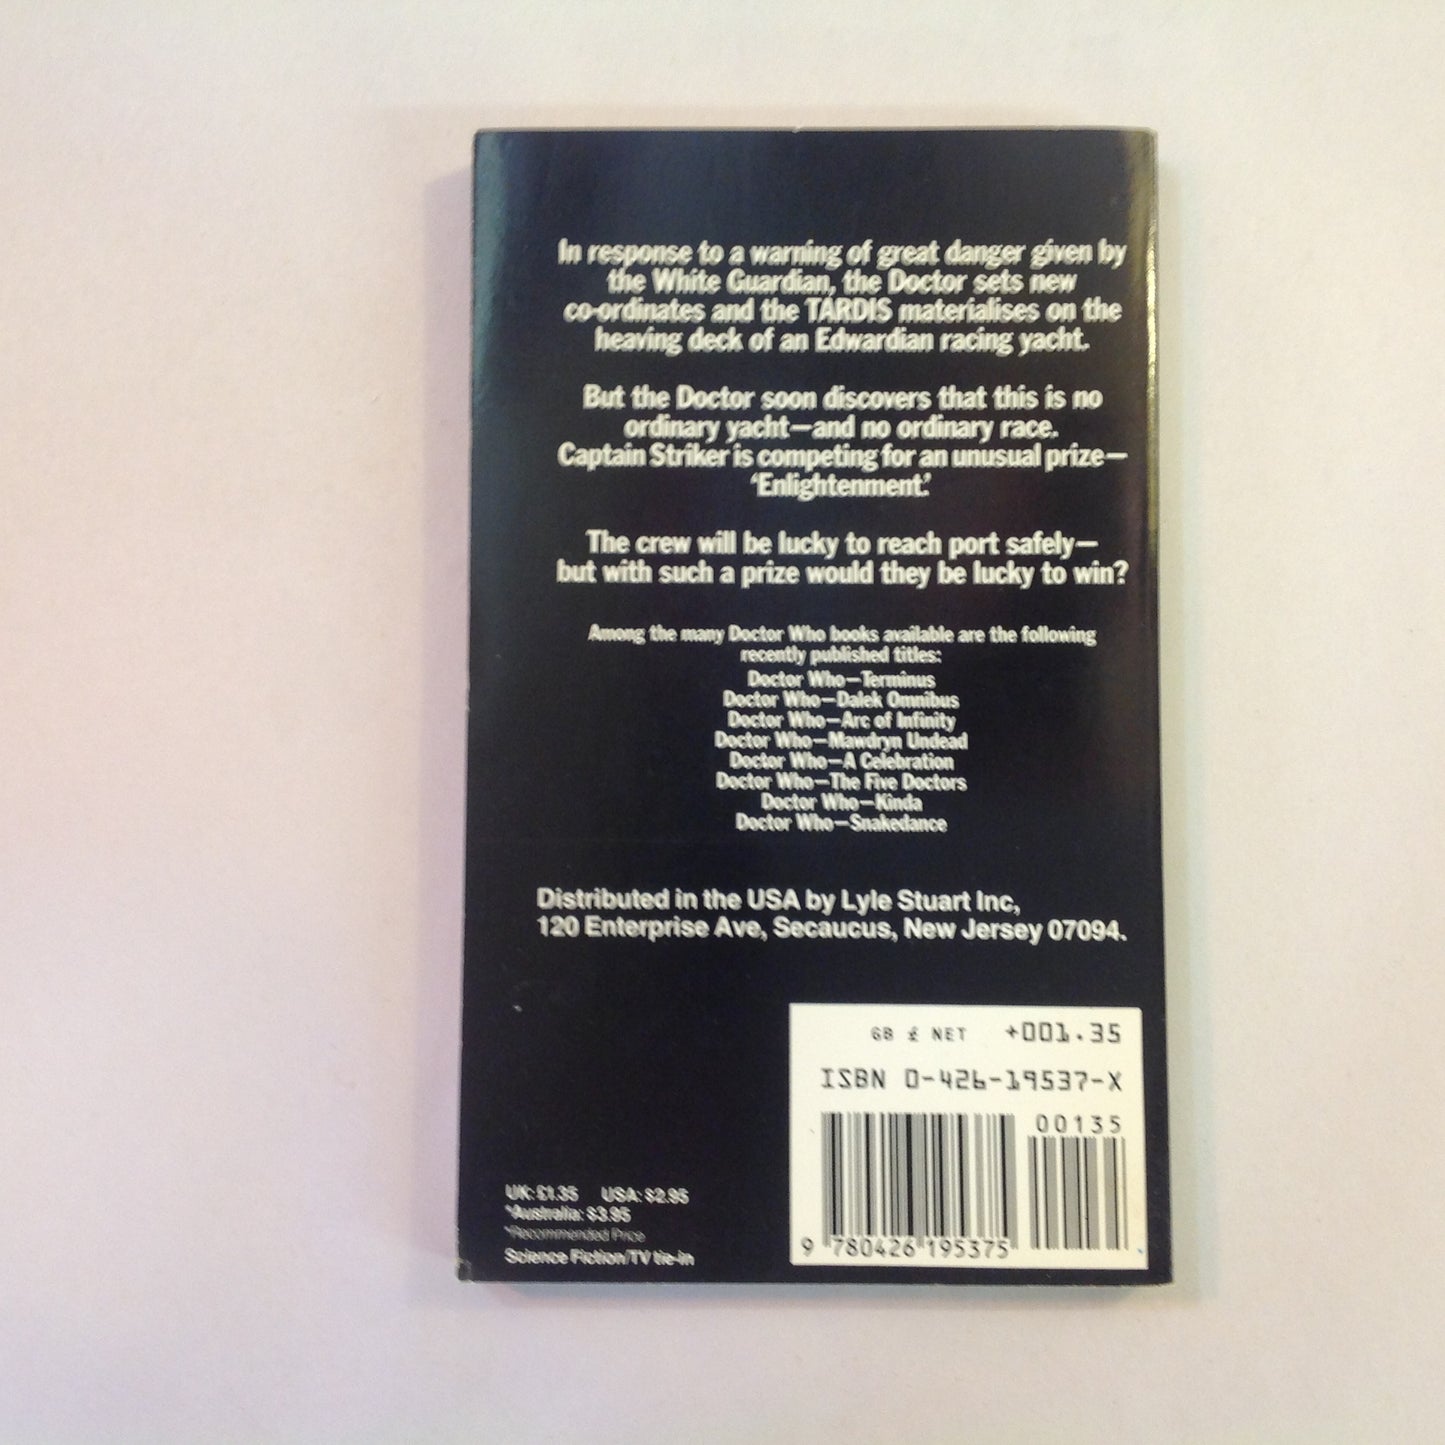 In response to a warning of great danger given by
the White Guardian, the Doctor sets new
co-ordinates and the TARDIS materialises on the
heaving deck of an Edwardian racing yacht.
But the Doctor soon discovers that this is no
ordinary yacht—and no ordinary race.
Captain Striker is competing for an unusual prize—
‘Enlightenment.’
The crew will be lucky to reach port safely—
but with such a prize would they be lucky to win?
Among the many Doctor Who books available are the following
recently published titles:
Doctor Who—Terminus
Doctor Who—Dalek Omnibus
Doctor Who—Arc of Infinity
Doctor Who—Mawdryn Undead
Doctor Who—A Celebration
Doctor Who—The Five Doctors
Doctor Who—Kinda
Doctor Who—Snakedance
Distributed in the USA by Lyle Stuart Inc,
120 Enterprise Ave, Secaucus, New Jersey 07094.
GB £ NET +001.35
ISBN 0-426-19537-X
00135
9 780426 195375
UK: £1.35 USA: $2.95
*Australia: $3.95
*Recommended Price
Science Fiction/TV tie-in